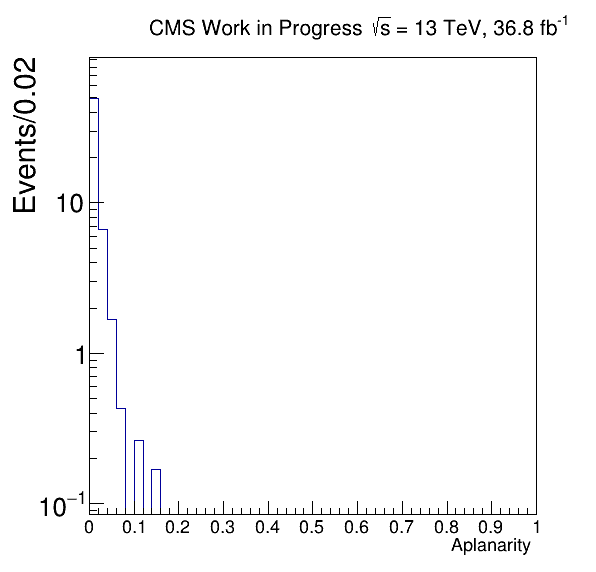 CMS Work in Progress √s = 13 TeV, 36.8 fb⁻¹
Events/0.02
10
1
10⁻¹
0 0.1 0.2 0.3 0.4 0.5 0.6 0.7 0.8 0.9 1
Aplanarity